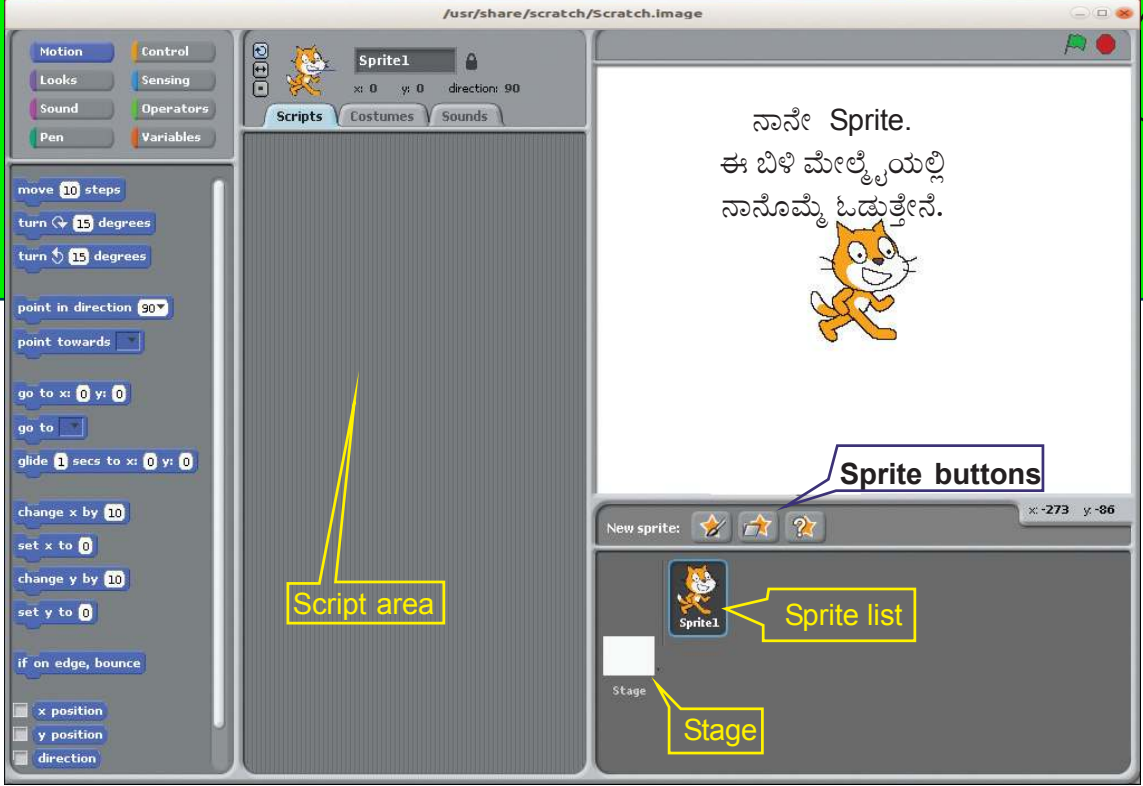 /usr/share/scratch/Scratch.image
Motion Control
Looks Sensing
Sound Operators
Pen Variables
move 10 steps
turn 15 degrees
turn 15 degrees
point in direction 90
point towards
go to x: 0 y: 0
go to
glide 1 secs to x: 0 y: 0
change x by 10
set x to 0
change y by 10
set y to 0
if on edge, bounce
x position
y position
direction
Sprite1
x: 0 y: 0 direction: 90
Scripts Costumes Sounds
Script area
ನಾನೇ Sprite.
ಈ ಬಿಳಿ ಮೇಲ್ಮೈಯಲ್ಲಿ
ನಾನೊಮ್ಮೆ ಓಡುತ್ತೇನೆ.
Sprite buttons
x: -273 y: -86
New sprite:
Sprite1
Sprite list
Stage
Stage